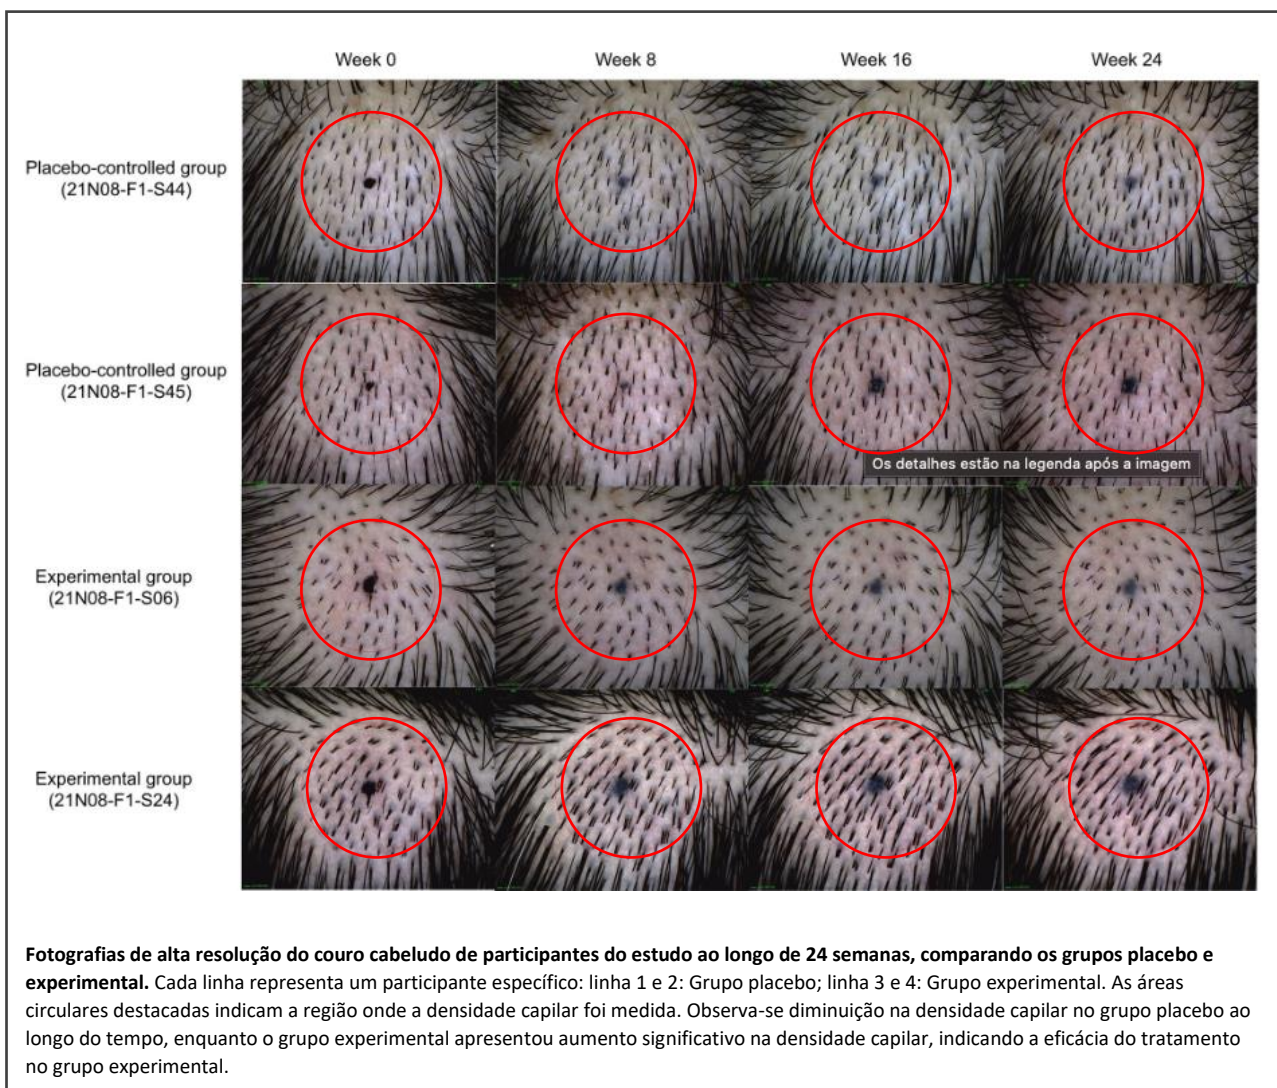 Week 0 Week 8 Week 16 Week 24
Placebo-controlled group
(21N08-F1-S44)
Placebo-controlled group
(21N08-F1-S45)
Os detalhes estão na legenda após a imagem
Experimental group
(21N08-F1-S06)
Experimental group
(21N08-F1-S24)
Fotografias de alta resolução do couro cabeludo de participantes do estudo ao longo de 24 semanas, comparando os grupos placebo e
experimental. Cada linha representa um participante específico: linha 1 e 2: Grupo placebo; linha 3 e 4: Grupo experimental. As áreas
circulares destacadas indicam a região onde a densidade capilar foi medida. Observa-se diminuição na densidade capilar no grupo placebo ao
longo do tempo, enquanto o grupo experimental apresentou aumento significativo na densidade capilar, indicando a eficácia do tratamento
no grupo experimental.